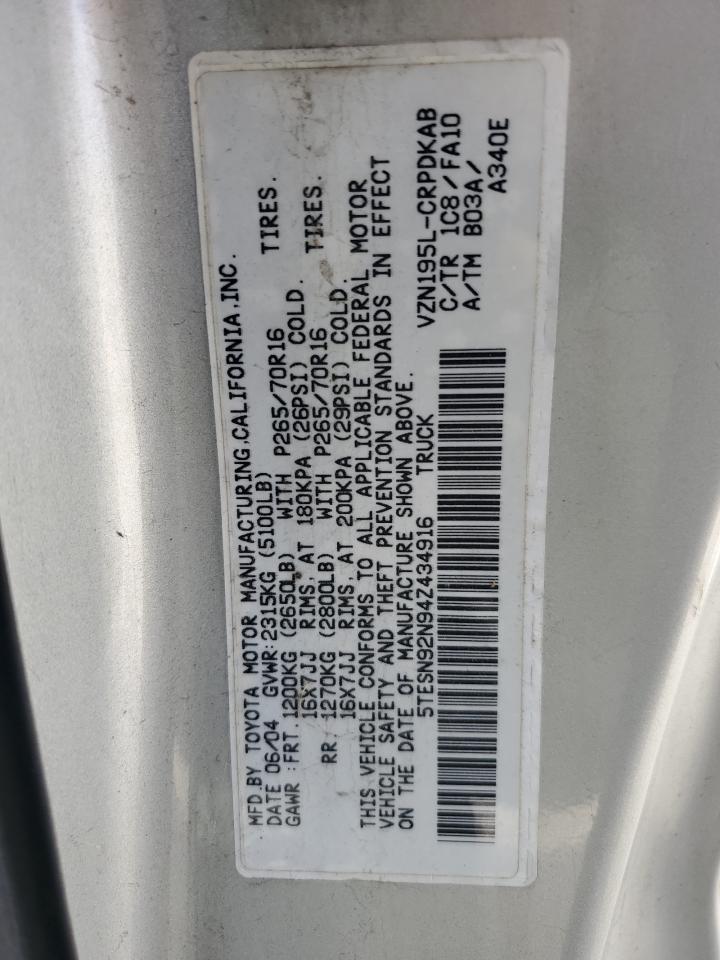 MFD.BY TOYOTA MOTOR MANUFACTURING,CALIFORNIA,INC.
DATE 06/04 GVWR:2315KG (5100LB)
GAWR :FRT.1200KG (2650LB) WITH P265/70R16 TIRES.
16X7JJ RIMS, AT 180KPA (26PSI) COLD.
RR. 1270KG (2800LB) WITH P265/70R16 TIRES.
16X7JJ RIMS, AT 200KPA (29PSI) COLD.
THIS VEHICLE CONFORMS TO ALL APPLICABLE FEDERAL MOTOR
VEHICLE SAFETY AND THEFT PREVENTION STANDARDS IN EFFECT
ON THE DATE OF MANUFACTURE SHOWN ABOVE.
5TESN92N94Z434916 TRUCK
VZN195L-CRPDKAB
C/TR 1C8/FA10
A/TM B03A/
A340E